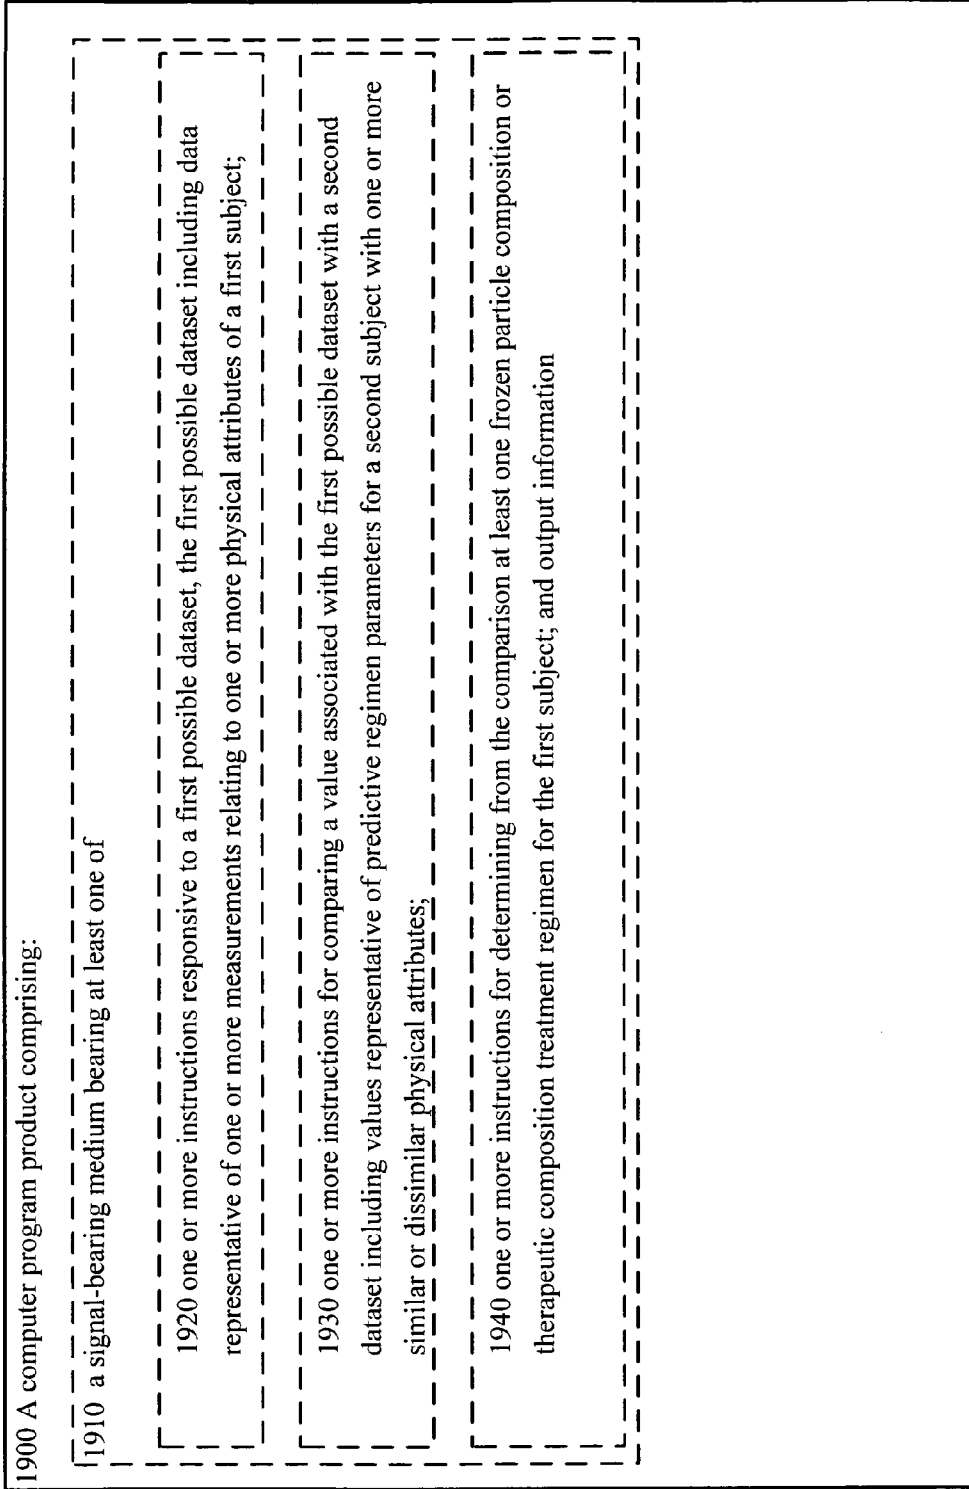 1900 A computer program product comprising:
1910 a signal-bearing medium bearing at least one of
1920 one or more instructions responsive to a first possible dataset, the first possible dataset including data
representative of one or more measurements relating to one or more physical attributes of a first subject;
1930 one or more instructions for comparing a value associated with the first possible dataset with a second
dataset including values representative of predictive regimen parameters for a second subject with one or more
similar or dissimilar physical attributes;
1940 one or more instructions for determining from the comparison at least one frozen particle composition or
therapeutic composition treatment regimen for the first subject; and output information